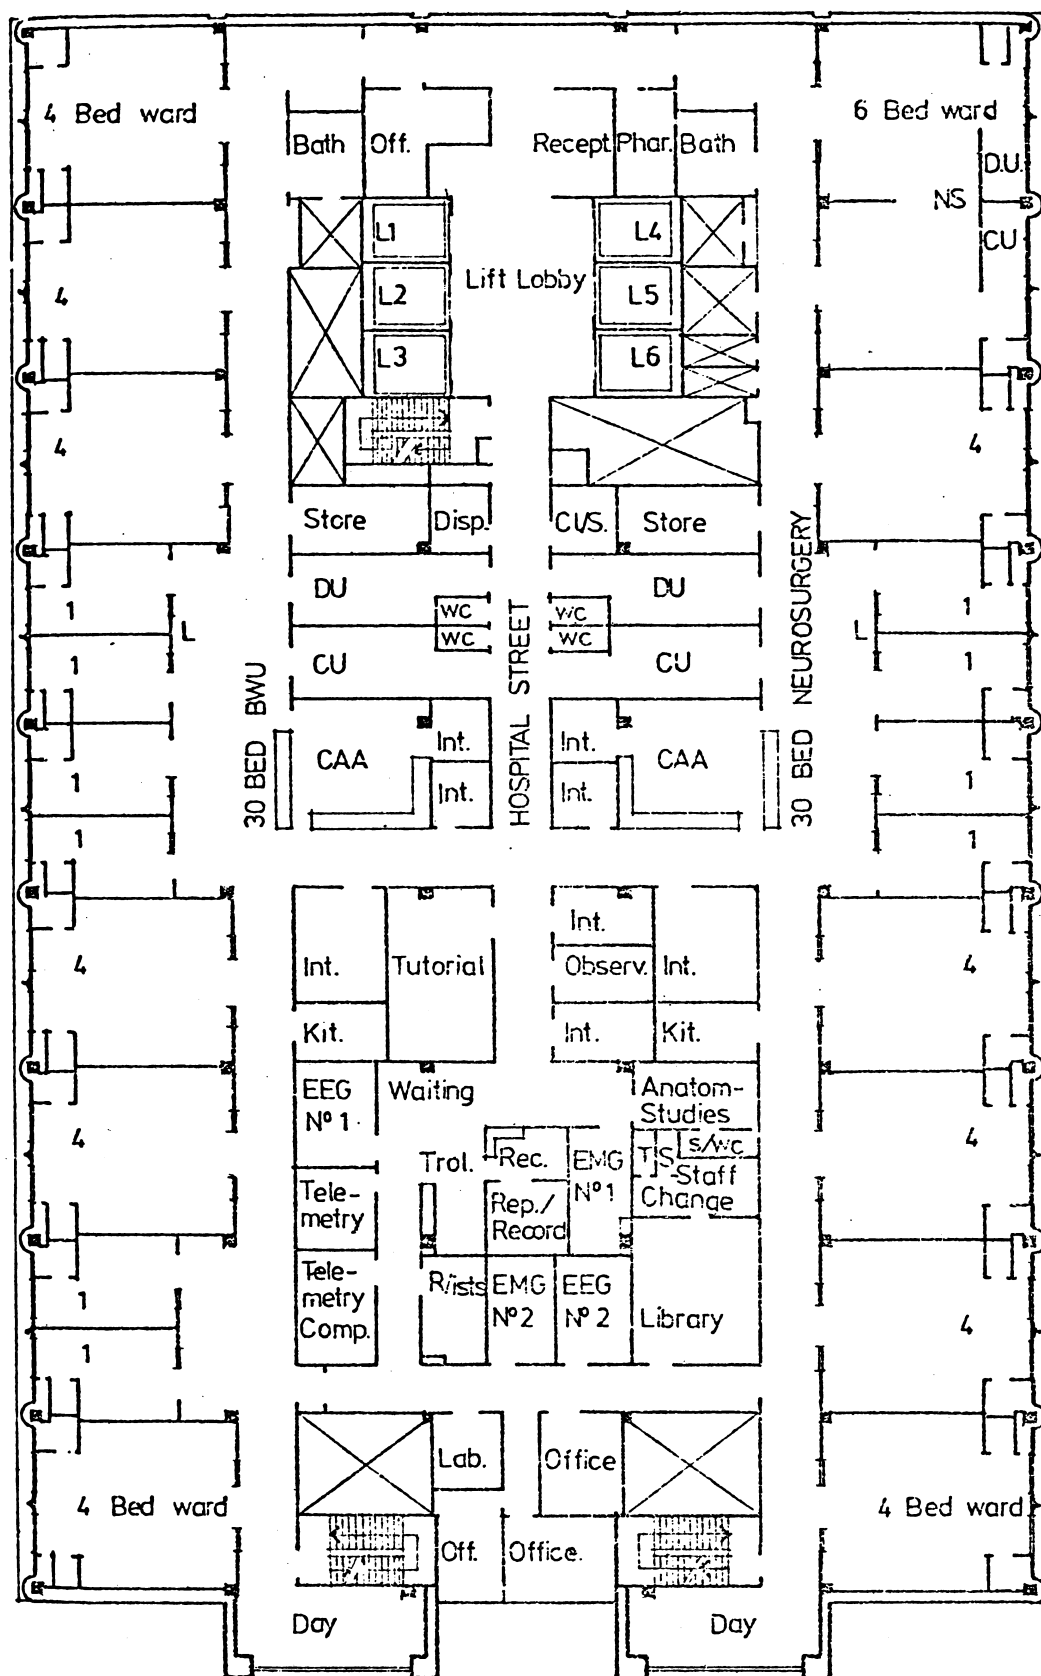 4 Bed ward
6 Bed ward
Bath
Off.
Recept.
Phar.
Bath
D.U.
NS
CU
L1
L4
Lift Lobby
4
L2
L5
L3
L6
4
4
Store
Disp.
Cl/S.
Store
DU
DU
1
WC
WC
1
L
WC
WC
L
1
CU
CU
1
30 BED BWU
HOSPITAL STREET
30 BED NEUROSURGERY
CAA
Int.
Int.
CAA
1
Int.
Int.
1
1
Int.
4
Int.
Tutorial
Observ.
Int.
4
Kit.
Int.
Kit.
EEG
Nº 1
Waiting
Anatom-
Studies
4
4
Trol.
Rec.
EMG
Nº 1
T
S
S/WC
Staff
Change
Tele-
metry
Rep./
Record
Tele-
metry
Comp.
R/ists
EMG
Nº 2
EEG
Nº 2
Library
1
4
1
Lab.
Office
4 Bed ward
4 Bed ward
Off.
Office.
Day
Day